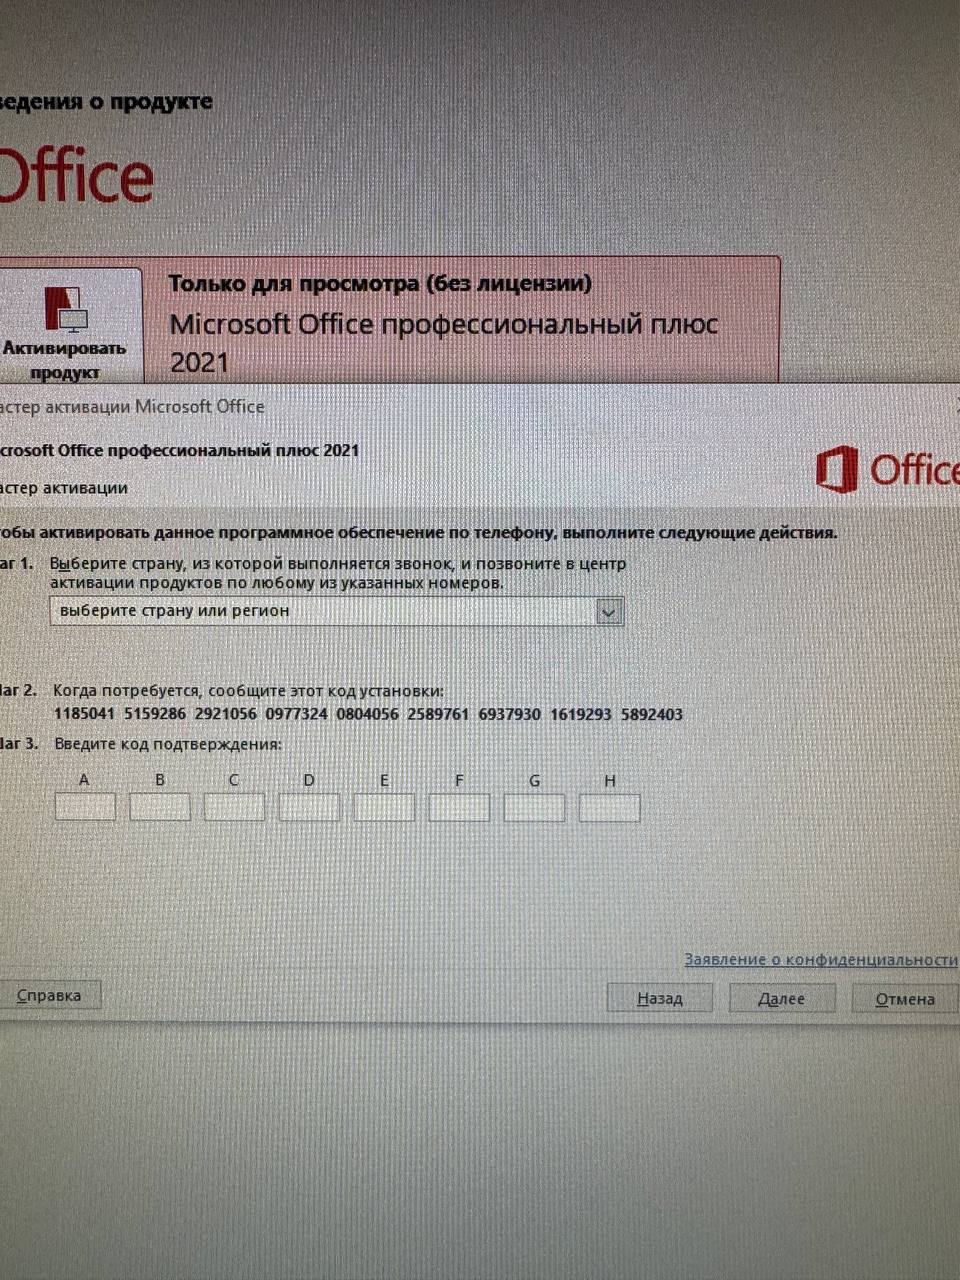 ведения о продукте
Office
Активировать
продукт
Только для просмотра (без лицензии)
Microsoft Office профессиональный плюс
2021
астер активации Microsoft Office
crosoft Office профессиональный плюс 2021
астер активации
Office
тобы активировать данное программное обеспечение по телефону, выполните следующие действия.
аг 1. Выберите страну, из которой выполняется звонок, и позвоните в центр
активации продуктов по любому из указанных номеров.
выберите страну или регион
аг 2. Когда потребуется, сообщите этот код установки:
1185041 5159286 2921056 0977324 0804056 2589761 6937930 1619293 5892403
аг 3. Введите код подтверждения:
A B C D E F G H
Заявление о конфиденциальности
Справка Назад Далее Отмена